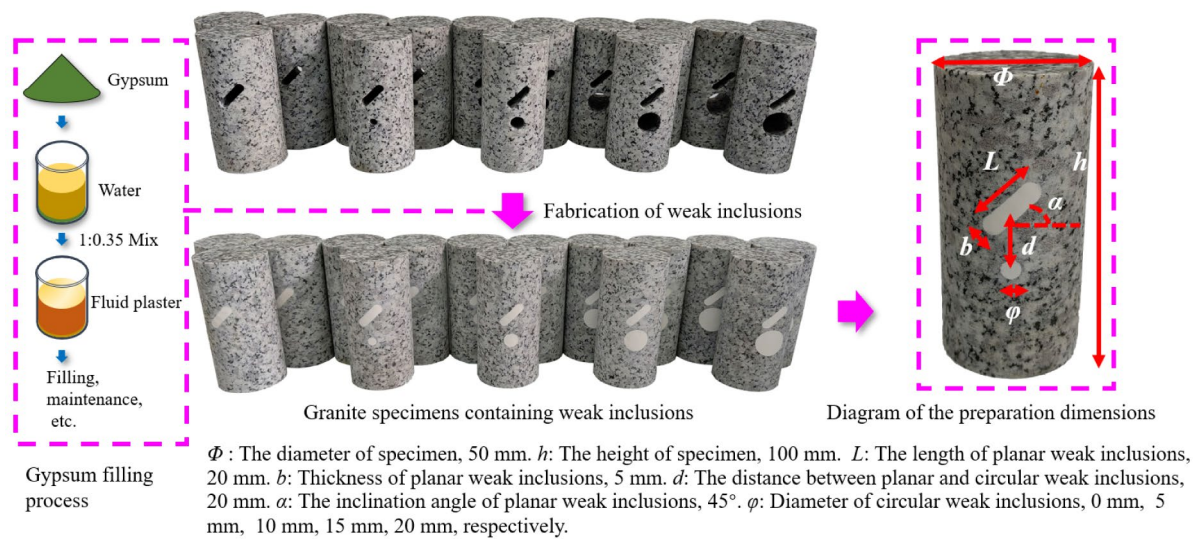 Gypsum
Water
1:0.35 Mix
Fluid plaster
Filling,
maintenance,
etc.
Gypsum filling
process
Fabrication of weak inclusions
Granite specimens containing weak inclusions
Φ
h
L
α
b
d
φ
Diagram of the preparation dimensions
Φ : The diameter of specimen, 50 mm. h: The height of specimen, 100 mm. L: The length of planar weak inclusions,
20 mm. b: Thickness of planar weak inclusions, 5 mm. d: The distance between planar and circular weak inclusions,
20 mm. α: The inclination angle of planar weak inclusions, 45°. φ: Diameter of circular weak inclusions, 0 mm, 5
mm, 10 mm, 15 mm, 20 mm, respectively.